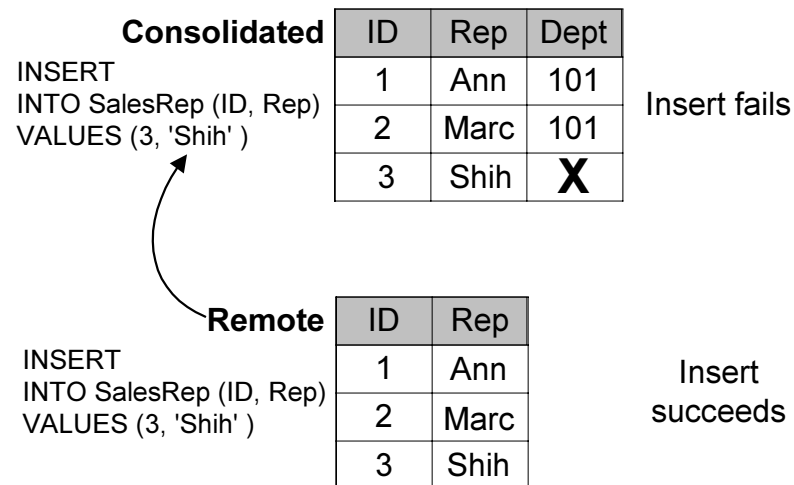 Consolidated
INSERT
INTO SalesRep (ID, Rep)
VALUES (3, 'Shih' )
ID Rep Dept
1 Ann 101
2 Marc 101
3 Shih X
Insert fails
Remote
INSERT
INTO SalesRep (ID, Rep)
VALUES (3, 'Shih' )
ID Rep
1 Ann
2 Marc
3 Shih
Insert
succeeds